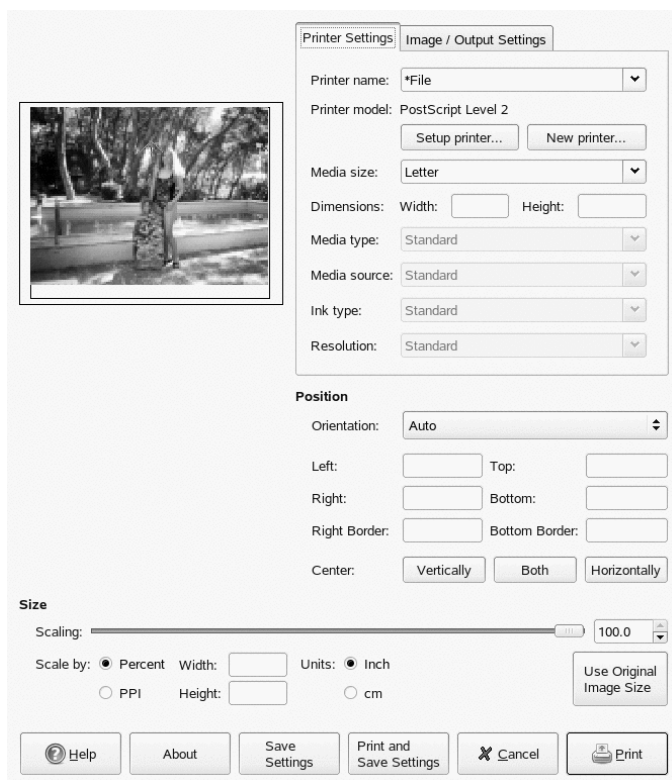 Printer Settings
Image / Output Settings
Printer name: *File
Printer model: PostScript Level 2
Setup printer... New printer...
Media size: Letter
Dimensions: Width: Height:
Media type: Standard
Media source: Standard
Ink type: Standard
Resolution: Standard
Position
Orientation: Auto
Left: Top:
Right: Bottom:
Right Border: Bottom Border:
Center: Vertically Both Horizontally
Size
Scaling: 100.0
Scale by: Percent Width: Units: Inch
PPI Height: cm
Use Original
Image Size
Help
About
Save
Settings
Print and
Save Settings
Cancel
Print